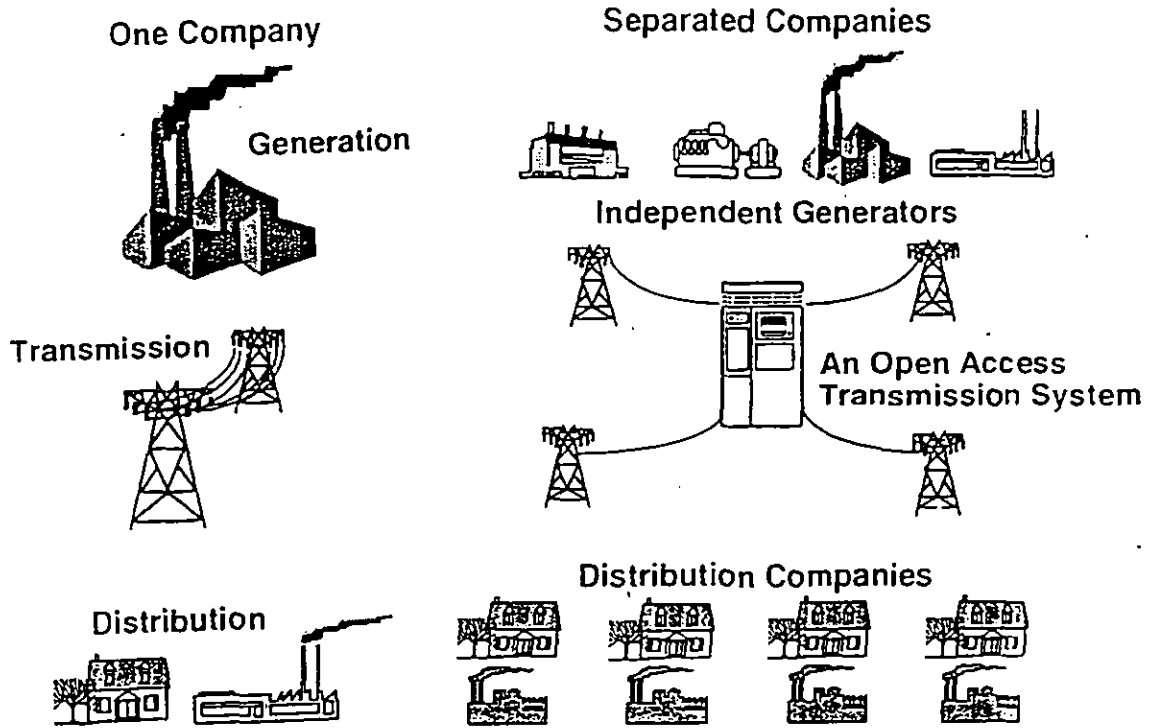 One Company
Generation
Transmission
Distribution
Separated Companies
Independent Generators
An Open Access
Transmission System
Distribution Companies